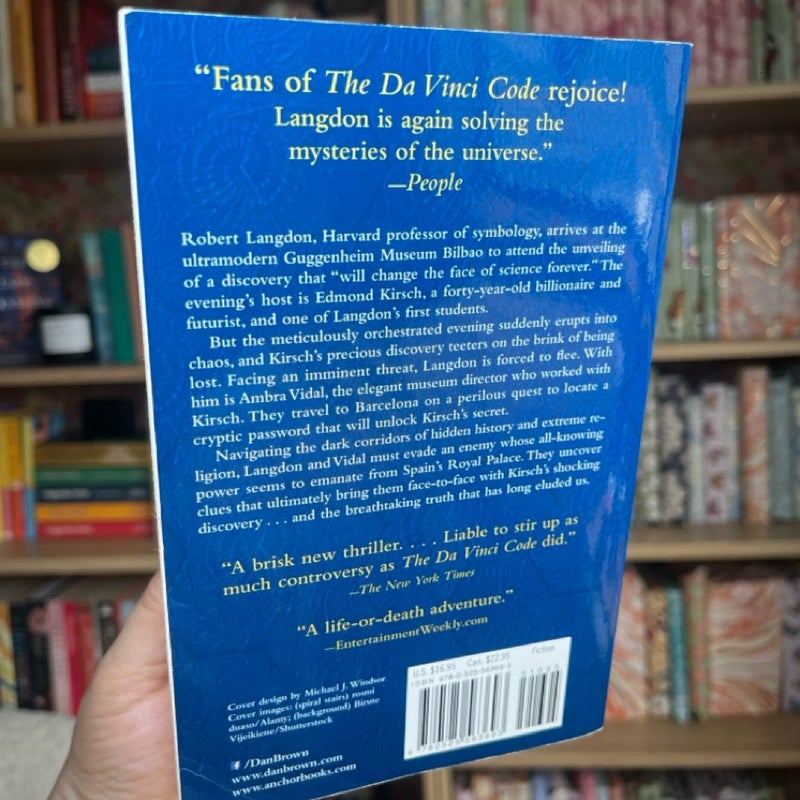 “Fans of The Da Vinci Code rejoice!
Langdon is again solving the
mysteries of the universe.”
—People
Robert Langdon, Harvard professor of symbology, arrives at the
ultramodern Guggenheim Museum Bilbao to attend the unveiling
of a discovery that “will change the face of science forever.” The
evening’s host is Edmond Kirsch, a forty-year-old billionaire and
futurist, and one of Langdon’s first students.
But the meticulously orchestrated evening suddenly erupts into
chaos, and Kirsch’s precious discovery teeters on the brink of being
lost. Facing an imminent threat, Langdon is forced to flee. With
him is Ambra Vidal, the elegant museum director who worked with
Kirsch. They travel to Barcelona on a perilous quest to locate a
cryptic password that will unlock Kirsch’s secret.
Navigating the dark corridors of hidden history and extreme re-
ligion, Langdon and Vidal must evade an enemy whose all-knowing
power seems to emanate from Spain’s Royal Palace. They uncover
clues that ultimately bring them face-to-face with Kirsch’s shocking
discovery . . . and the breathtaking truth that has long eluded us.
“A brisk new thriller. . . . Liable to stir up as
much controversy as The Da Vinci Code did.”
—The New York Times
“A life-or-death adventure.”
—EntertainmentWeekly.com
Cover design by Michael J. Windsor
Cover images: (spiral stairs) rosmi
duaso/Alamy; (background) Birute
Vijeikiene/Shutterstock
/DanBrown
www.danbrown.com
www.anchorbooks.com
U.S. $16.95 Can. $22.95 Fiction
ISBN 978-0-525-56369-3
51695
9 780525 563693